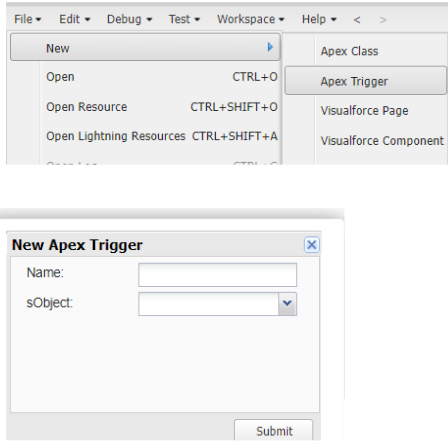 File Edit Debug Test Workspace Help < >
New
Open CTRL+O
Open Resource CTRL+SHIFT+O
Open Lightning Resources CTRL+SHIFT+A
Apex Class
Apex Trigger
Visualforce Page
Visualforce Component
New Apex Trigger
Name:
sObject:
Submit